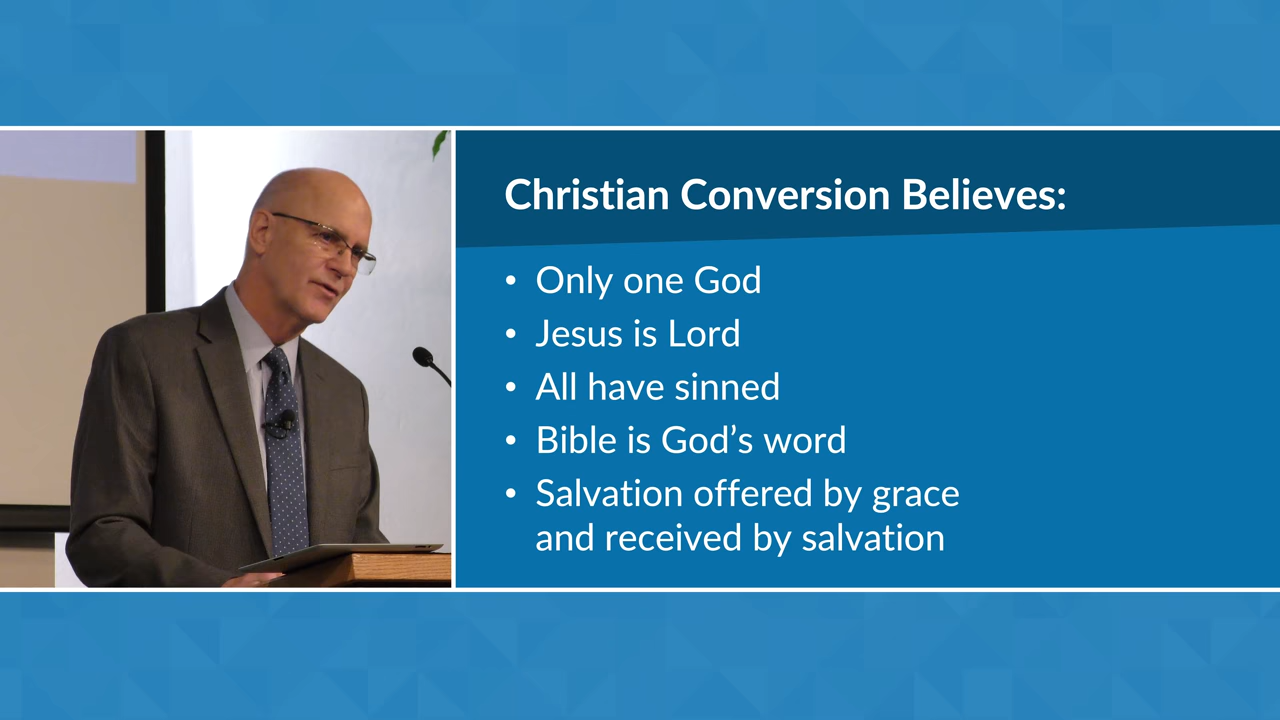 Christian Conversion Believes:
• Only one God
• Jesus is Lord
• All have sinned
• Bible is God’s word
• Salvation offered by grace
and received by salvation